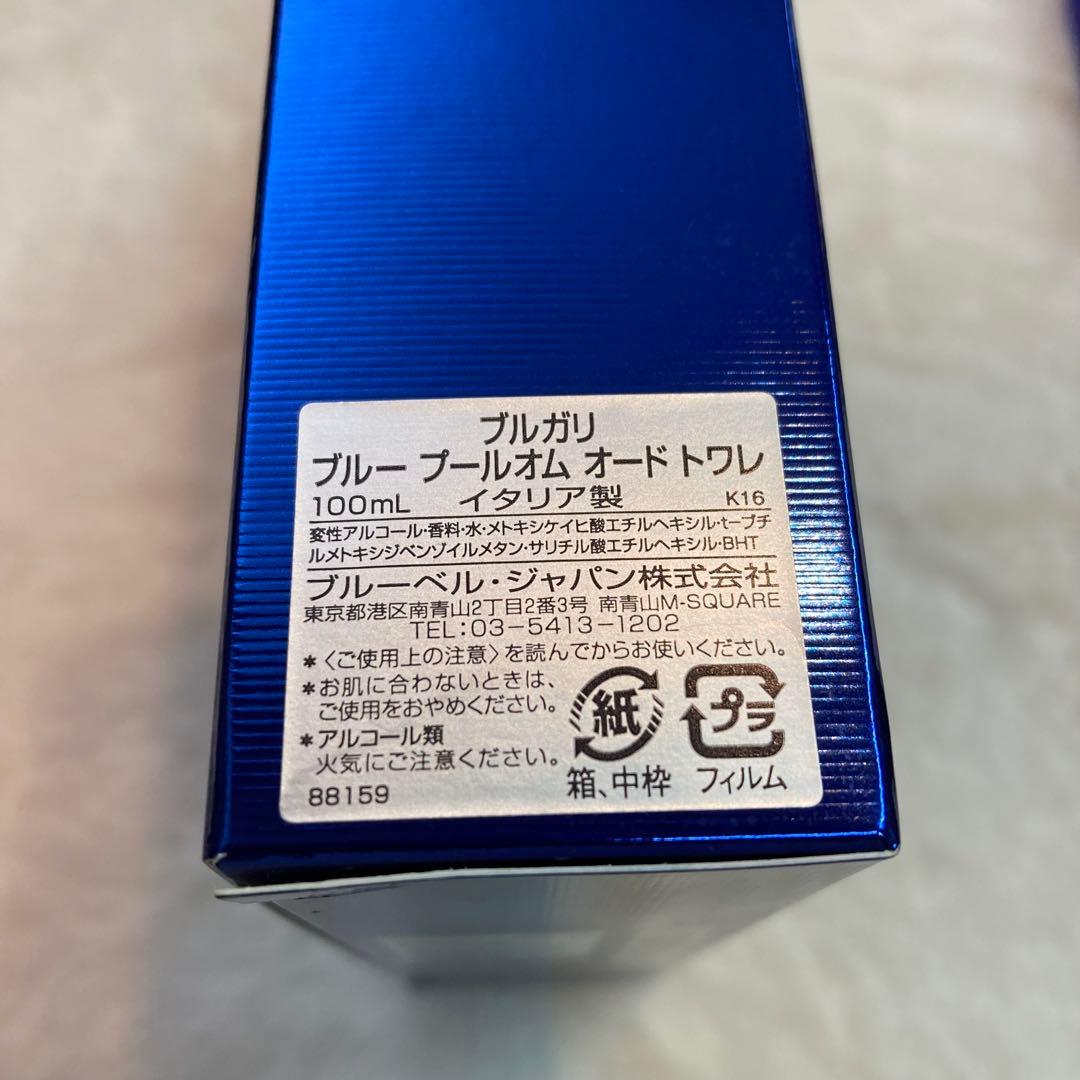 ブルガリ
ブルー プールオム オード トワレ
100mL イタリア製 K16
変性アルコール・香料・水・メトキシケイヒ酸エチルヘキシル・t-ブチ
ルメトキシジベンゾイルメタン・サリチル酸エチルヘキシル・BHT
ブルーベル・ジャパン株式会社
東京都港区南青山2丁目2番3号 南青山M-SQUARE
TEL:03-5413-1202
*〈ご使用上の注意〉を読んでからお使いください。
*お肌に合わないときは、
ご使用をおやめください。
*アルコール類
火気にご注意ください。
88159
紙
箱、中枠
プラ
フィルム